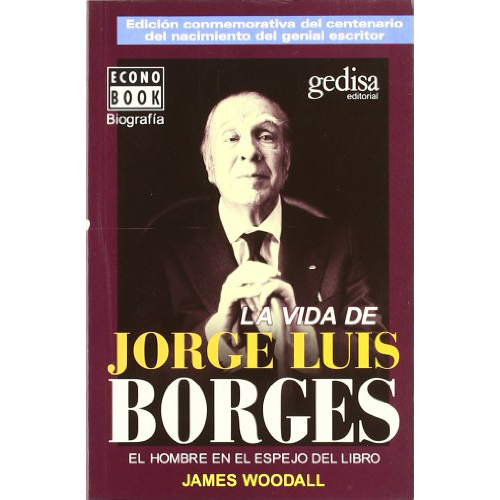 Edición conmemorativa del centenario
del nacimiento del genial escritor
ECONO
BOOK
Biografía
gedisa
editorial
LA VIDA DE
JORGE LUIS
BORGES
EL HOMBRE EN EL ESPEJO DEL LIBRO
JAMES WOODALL